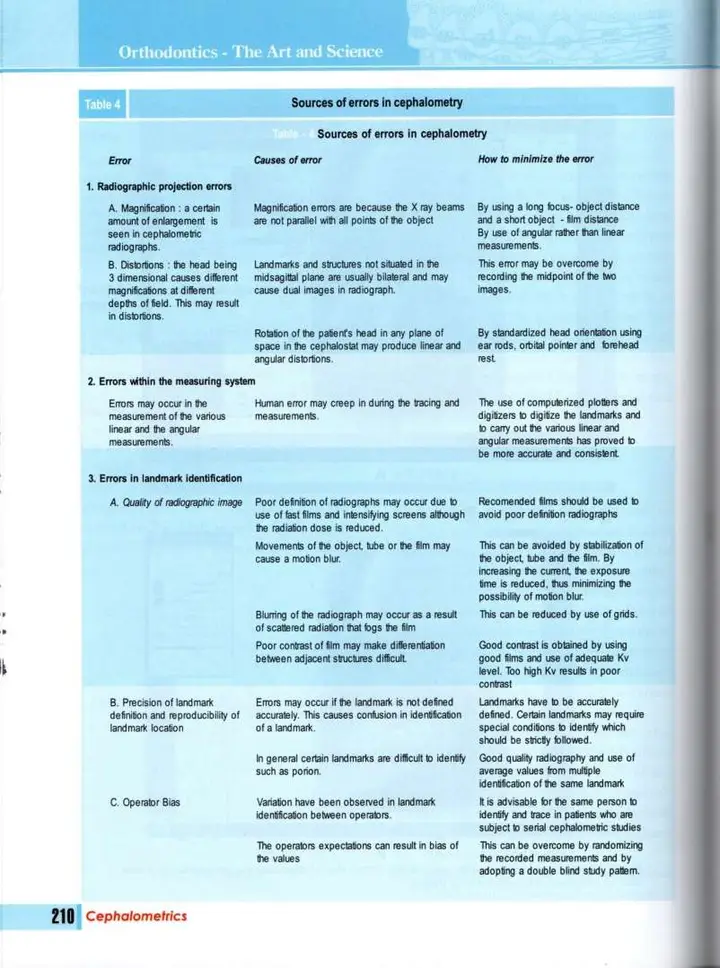 Orthodontics - The Art and Science
Table 4
Sources of errors in cephalometry
Table - 4 Sources of errors in cephalometry
Error
Causes of error
How to minimize the error
1. Radiographic projection errors
A. Magnification : a certain
amount of enlargement is
seen in cephalometric
radiographs.
Magnification errors are because the X ray beams
are not parallel with all points of the object
By using a long focus- object distance
and a short object - film distance
By use of angular rather than linear
measurements.
B. Distortions : the head being
3 dimensional causes different
magnifications at different
depths of field. This may result
in distortions.
Landmarks and structures not situated in the
midsagittal plane are usually bilateral and may
cause dual images in radiograph.
This error may be overcome by
recording the midpoint of the two
images.
Rotation of the patient's head in any plane of
space in the cephalostat may produce linear and
angular distortions.
By standardized head orientation using
ear rods, orbital pointer and forehead
rest.
2. Errors within the measuring system
Errors may occur in the
measurement of the various
linear and the angular
measurements.
Human error may creep in during the tracing and
measurements.
The use of computerized plotters and
digitizers to digitize the landmarks and
to carry out the various linear and
angular measurements has proved to
be more accurate and consistent.
3. Errors in landmark identification
A. Quality of radiographic image
Poor definition of radiographs may occur due to
use of fast films and intensifying screens although
the radiation dose is reduced.
Recomended films should be used to
avoid poor definition radiographs
Movements of the object, tube or the film may
cause a motion blur.
This can be avoided by stabilization of
the object, tube and the film. By
increasing the current, the exposure
time is reduced, thus minimizing the
possibility of motion blur.
Blurring of the radiograph may occur as a result
of scattered radiation that fogs the film
This can be reduced by use of grids.
Poor contrast of film may make differentiation
between adjacent structures difficult.
Good contrast is obtained by using
good films and use of adequate Kv
level. Too high Kv results in poor
contrast
B. Precision of landmark
definition and reproducibility of
landmark location
Errors may occur if the landmark is not defined
accurately. This causes confusion in identification
of a landmark.
Landmarks have to be accurately
defined. Certain landmarks may require
special conditions to identify which
should be strictly followed.
In general certain landmarks are difficult to identify
such as porion.
Good quality radiography and use of
average values from multiple
identification of the same landmark
C. Operator Bias
Variation have been observed in landmark
identification between operators.
It is advisable for the same person to
identify and trace in patients who are
subject to serial cephalometric studies
The operators expectations can result in bias of
the values
This can be overcome by randomizing
the recorded measurements and by
adopting a double blind study pattern.
210 Cephalometrics